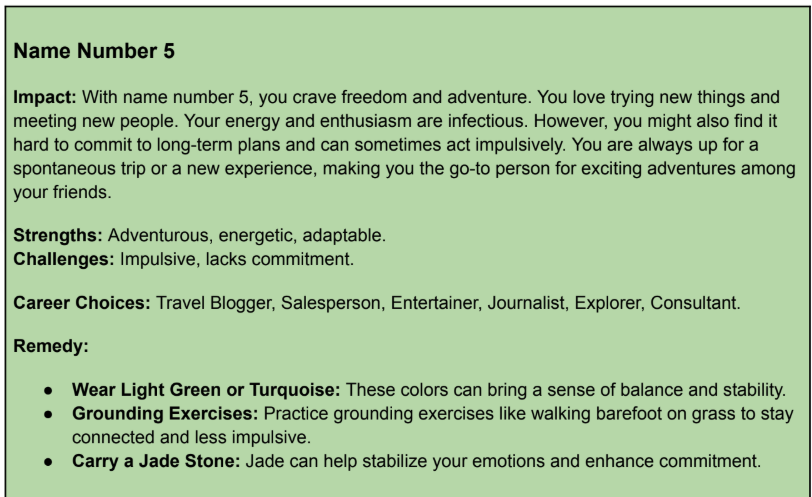 Name Number 5
Impact: With name number 5, you crave freedom and adventure. You love trying new things and
meeting new people. Your energy and enthusiasm are infectious. However, you might also find it
hard to commit to long-term plans and can sometimes act impulsively. You are always up for a
spontaneous trip or a new experience, making you the go-to person for exciting adventures among
your friends.
Strengths: Adventurous, energetic, adaptable.
Challenges: Impulsive, lacks commitment.
Career Choices: Travel Blogger, Salesperson, Entertainer, Journalist, Explorer, Consultant.
Remedy:
● Wear Light Green or Turquoise: These colors can bring a sense of balance and stability.
● Grounding Exercises: Practice grounding exercises like walking barefoot on grass to stay
connected and less impulsive.
● Carry a Jade Stone: Jade can help stabilize your emotions and enhance commitment.